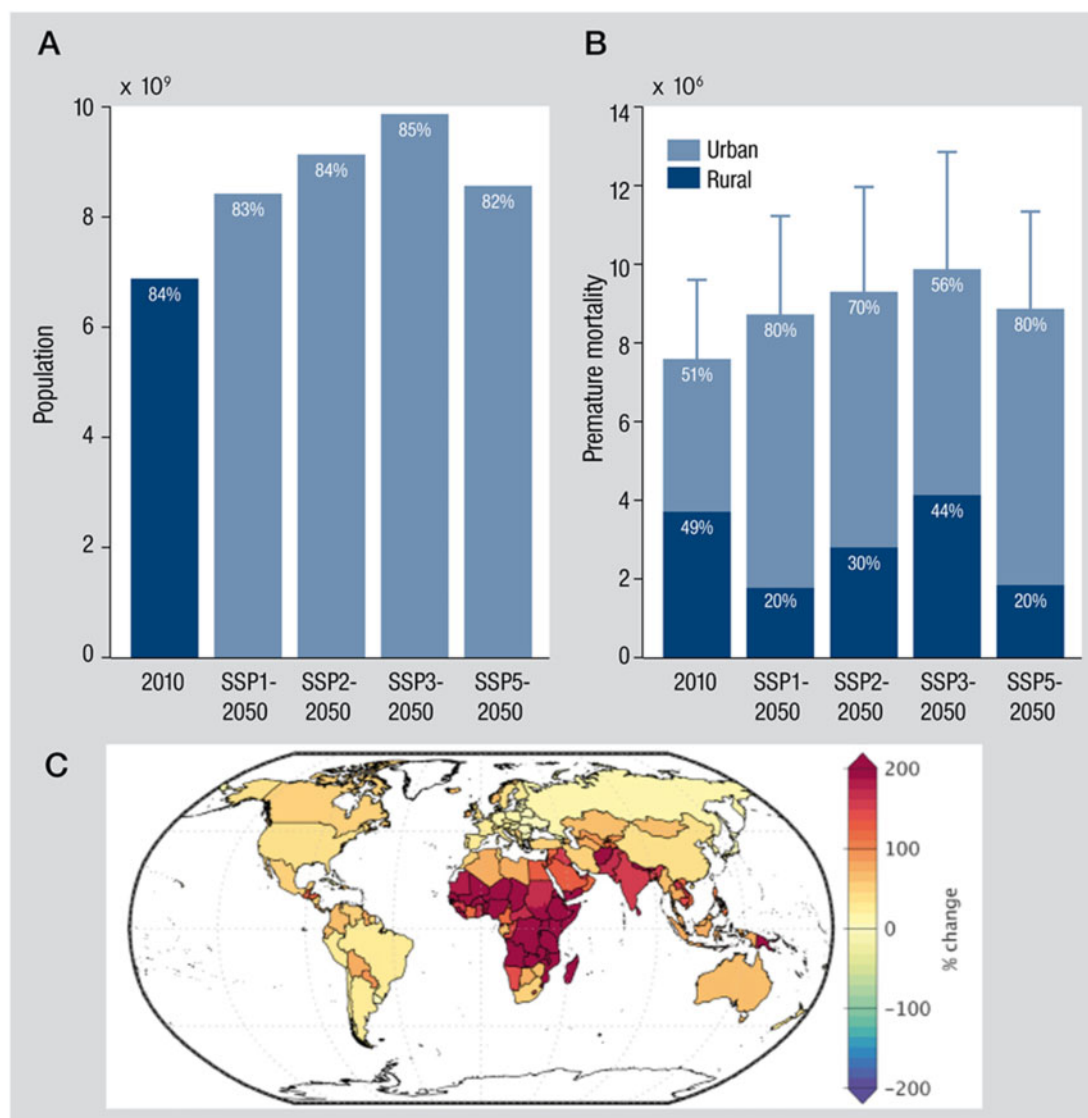 A
x 10⁹
10
8
6
4
2
0
Population
84%
83%
84%
85%
82%
2010
SSP1-
2050
SSP2-
2050
SSP3-
2050
SSP5-
2050
B
x 10⁶
14
12
10
8
6
4
2
0
Premature mortality
Urban
Rural
51%
80%
70%
56%
80%
49%
20%
30%
44%
20%
2010
SSP1-
2050
SSP2-
2050
SSP3-
2050
SSP5-
2050
C
200
100
0
-100
-200
% change